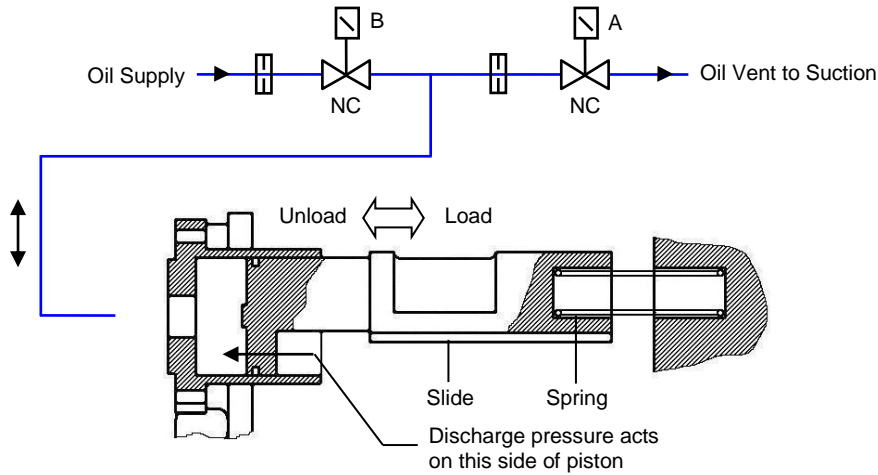 B
A
Oil Supply
Oil Vent to Suction
NC
NC
Unload
Load
Slide
Spring
Discharge pressure acts
on this side of piston